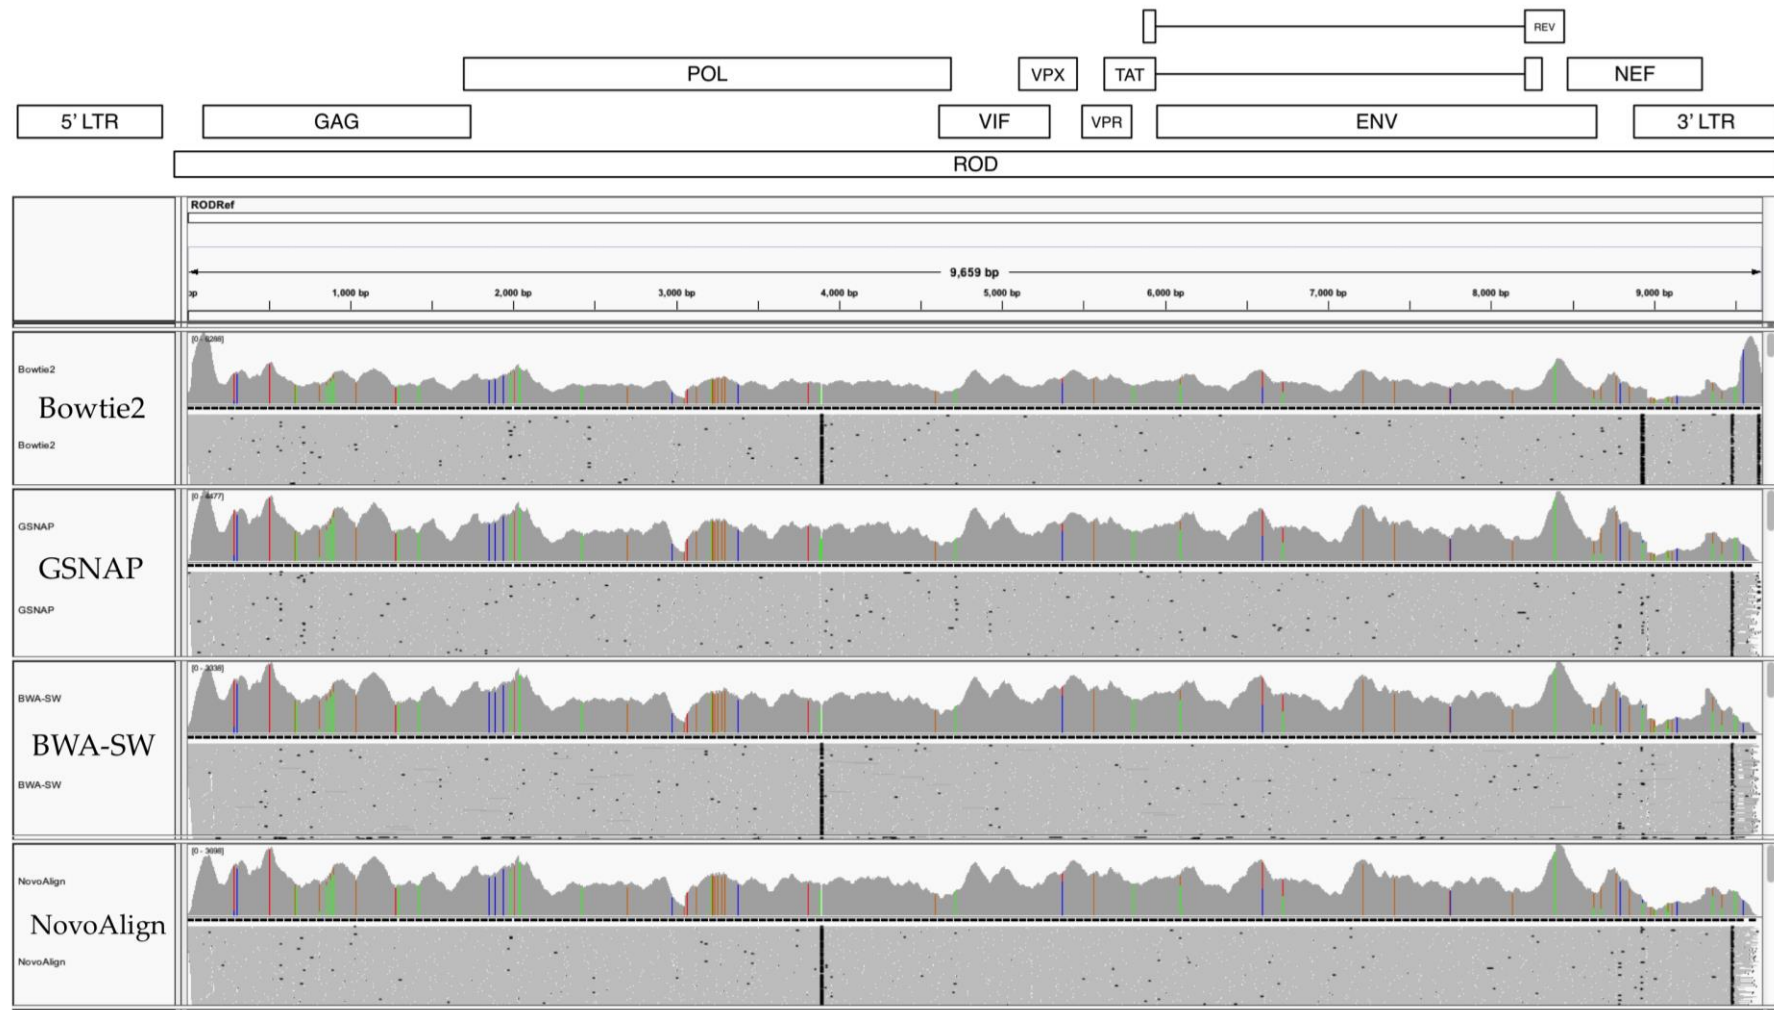 REV
POL VPX TAT NEF
5' LTR GAG VIF VPR ENV 3' LTR
ROD
RODRef
9,659 bp
bp 1,000 bp 2,000 bp 3,000 bp 4,000 bp 5,000 bp 6,000 bp 7,000 bp 8,000 bp 9,000 bp
Bowtie2
Bowtie2
Bowtie2
GSNAP
GSNAP
GSNAP
BWA-SW
BWA-SW
BWA-SW
[0 - 3698]
NovoAlign
NovoAlign
NovoAlign